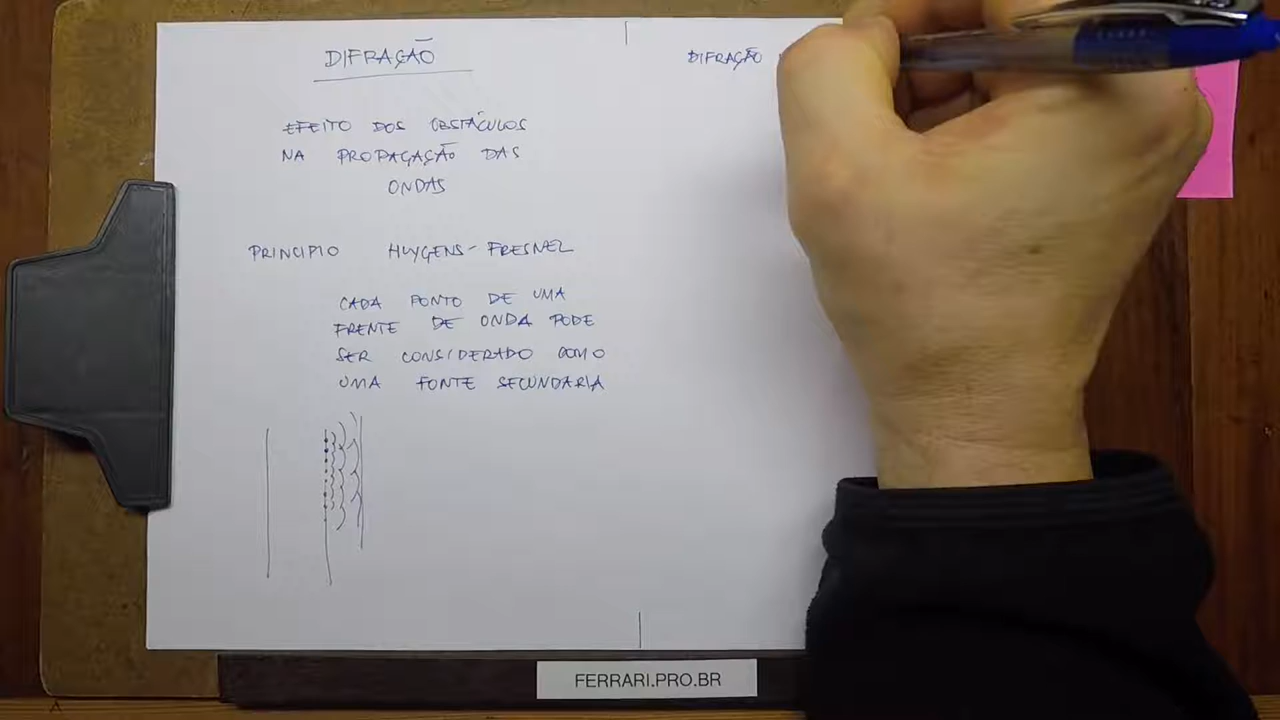 DIFRAÇÃO
EFEITO DOS OBSTÁCULOS
NA PROPAGAÇÃO DAS
ONDAS
PRINCIPIO HUYGENS-FRESNEL
CADA PONTO DE UMA
FRENTE DE ONDA PODE
SER CONSIDERADO COMO
UMA FONTE SECUNDARIA
DIFRAÇÃO
FERRARI.PRO.BR